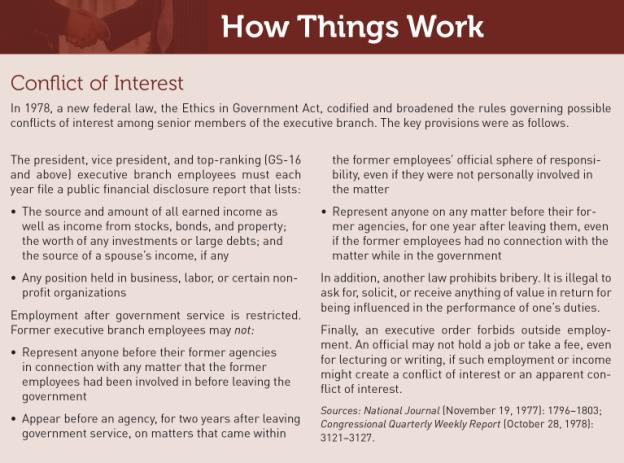 How Things Work
Conflict of Interest
In 1978, a new federal law, the Ethics in Government Act, codified and broadened the rules governing possible
conflicts of interest among senior members of the executive branch. The key provisions were as follows.
The president, vice president, and top-ranking (GS-16
and above) executive branch employees must each
year file a public financial disclosure report that lists:
• The source and amount of all earned income as
well as income from stocks, bonds, and property;
the worth of any investments or large debts; and
the source of a spouse's income, if any
• Any position held in business, labor, or certain non-
profit organizations
Employment after government service is restricted.
Former executive branch employees may not:
• Represent anyone before their former agencies
in connection with any matter that the former
employees had been involved in before leaving the
government
• Appear before an agency, for two years after leaving
government service, on matters that came within
the former employees' official sphere of responsi-
bility, even if they were not personally involved in
the matter
• Represent anyone on any matter before their for-
mer agencies, for one year after leaving them, even
if the former employees had no connection with the
matter while in the government
In addition, another law prohibits bribery. It is illegal to
ask for, solicit, or receive anything of value in return for
being influenced in the performance of one's duties.
Finally, an executive order forbids outside employ-
ment. An official may not hold a job or take a fee, even
for lecturing or writing, if such employment or income
might create a conflict of interest or an apparent con-
flict of interest.
Sources: National Journal (November 19, 1977): 1796–1803;
Congressional Quarterly Weekly Report (October 28, 1978):
3121–3127.